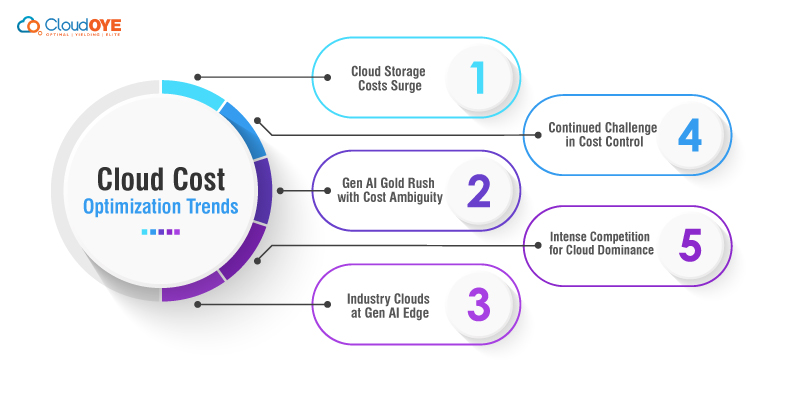 CloudOYE
OPTIMAL | YIELDING | ELITE
Cloud Cost
Optimization Trends
Cloud Storage
Costs Surge
1
Gen AI Gold Rush
with Cost Ambiguity
2
Industry Clouds
at Gen AI Edge
3
Continued Challenge
in Cost Control
4
Intense Competition
for Cloud Dominance
5